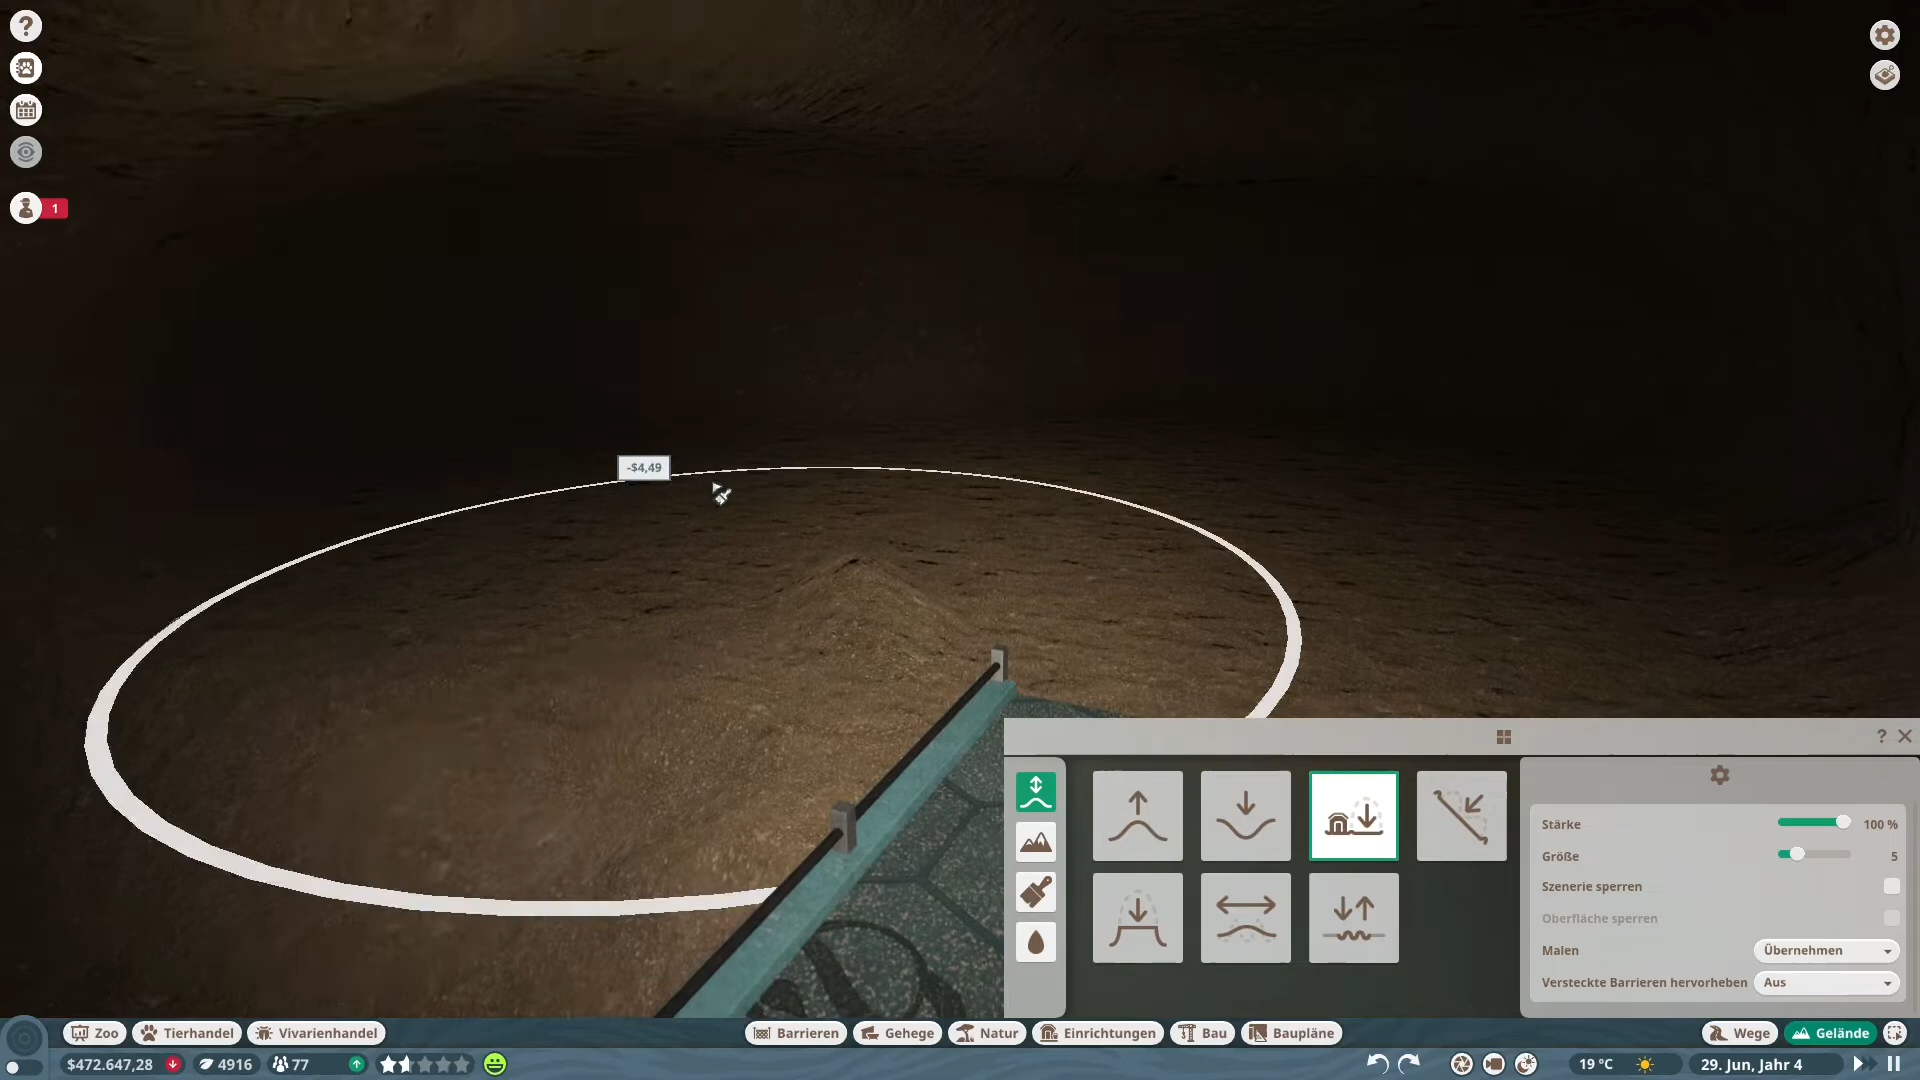 ?
1
-$4,49
?
Stärke
100 %
Größe
5
Szenerie sperren
Oberfläche sperren
Malen
Übernehmen
Versteckte Barrieren hervorheben
Aus
Zoo
Tierhandel
Vivarienhandel
Barrieren
Gehege
Natur
Einrichtungen
Bau
Baupläne
Wege
Gelände
$472.647,28
4916
77
19 °C
29. Jun, Jahr 4